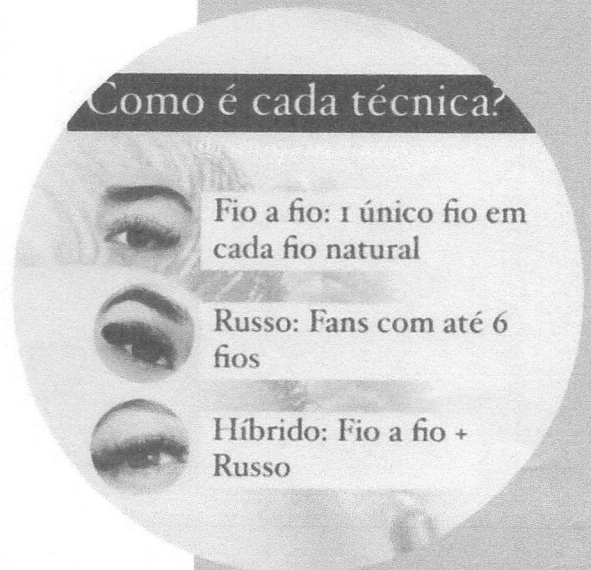 Como é cada técnica?
Fio a fio: 1 único fio em
cada fio natural
Russo: Fans com até 6
fios
Híbrido: Fio a fio +
Russo